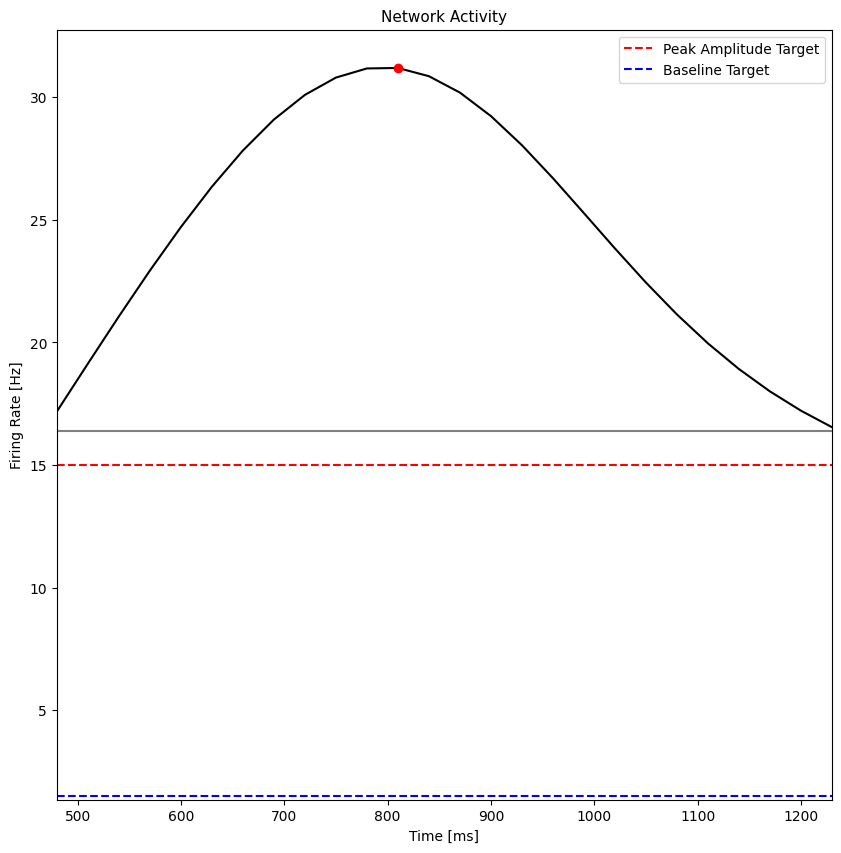 Network Activity
Peak Amplitude Target
Baseline Target
Firing Rate [Hz]
30
25
20
15
10
5
500 600 700 800 900 1000 1100 1200
Time [ms]